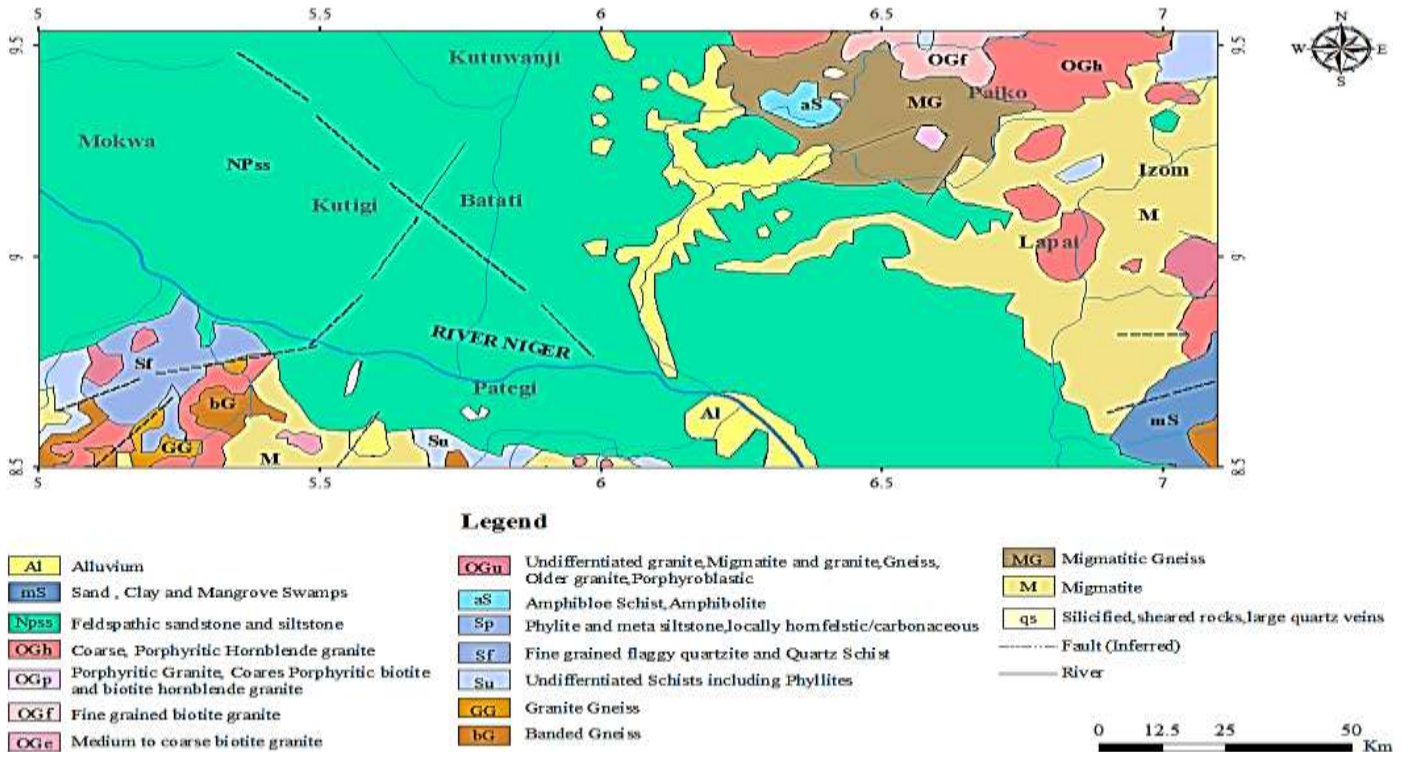 5 5.5 6 6.5 7
N
W E
S
9.5 9.5
Kutuwanji
OGf
OGh
Paiko
aS
MG
Mokwa
NPss
Izom
Kutigi
Batati
M
Lapai
9 9
RIVER NIGER
Sf
Pategi
bG
Al
mS
Su
GG
M
8.5 8.5
5 5.5 6 6.5 7
Legend
Al Alluvium
mS Sand , Clay and Mangrove Swamps
Npss Feldspathic sandstone and siltstone
OGh Coarse, Porphyritic Hornblende granite
OGp Porphyritic Granite, Coares Porphyritic biotite
and biotite hornblende granite
OGf Fine grained biotite granite
OGe Medium to coarse biotite granite
OGu Undifferntiated granite,Migmatite and granite,Gneiss,
Older granite,Porphyroblastic
aS Amphibloe Schist, Amphibolite
Sp Phylite and meta siltstone,locally hornfelstic/carbonaceous
Sf Fine grained flaggy quartzite and Quartz Schist
Su Undifferntiated Schists including Phyllites
GG Granite Gneiss
bG Banded Gneiss
MG Migmatitic Gneiss
M Migmatite
qs Silicified,sheared rocks,large quartz veins
Fault (Inferred)
River
0 12.5 25 50
Km